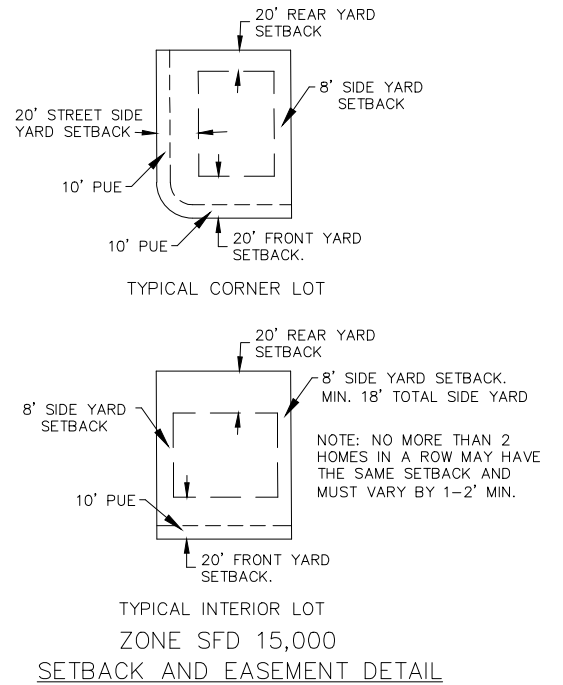 20' REAR YARD
SETBACK
8' SIDE YARD
SETBACK
20' STREET SIDE
YARD SETBACK
10' PUE
10' PUE
20' FRONT YARD
SETBACK.
TYPICAL CORNER LOT
20' REAR YARD
SETBACK
8' SIDE YARD SETBACK.
MIN. 18' TOTAL SIDE YARD
8' SIDE YARD
SETBACK
NOTE: NO MORE THAN 2
HOMES IN A ROW MAY HAVE
THE SAME SETBACK AND
MUST VARY BY 1-2' MIN.
10' PUE
20' FRONT YARD
SETBACK.
TYPICAL INTERIOR LOT
ZONE SFD 15,000
SETBACK AND EASEMENT DETAIL